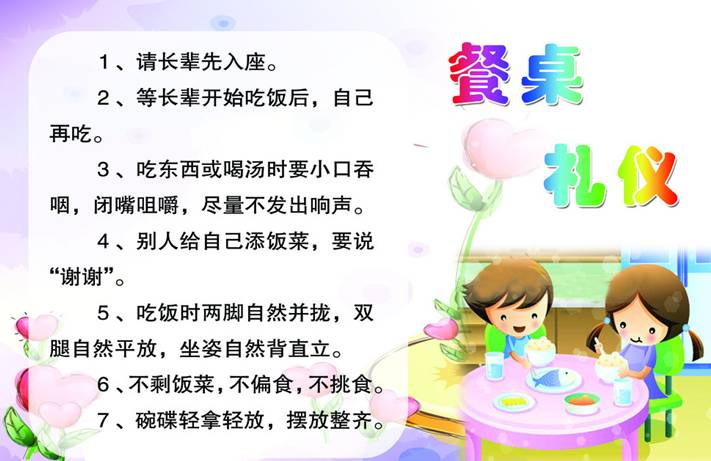 餐桌
礼仪
1、请长辈先入座。
2、等长辈开始吃饭后，自己
再吃。
3、吃东西或喝汤时要小口吞
咽，闭嘴咀嚼，尽量不发出响声。
4、别人给自己添饭菜，要说
“谢谢”。
5、吃饭时两脚自然并拢，双
腿自然平放，坐姿自然背直立。
6、不剩饭菜，不偏食，不挑食。
7、碗碟轻拿轻放，摆放整齐。